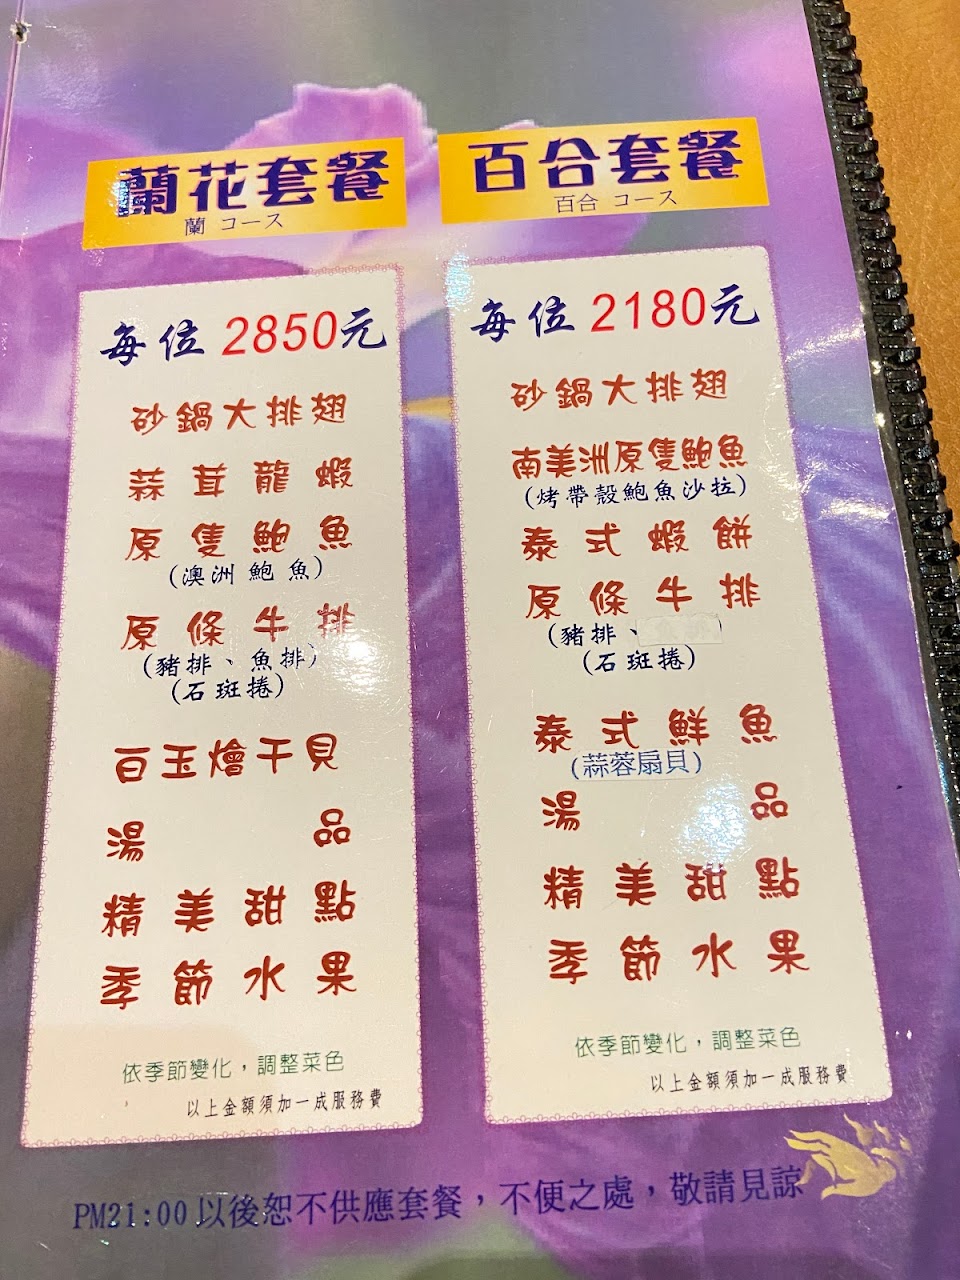 蘭花套餐
蘭 コース
每位 2850元
砂鍋大排翅
蒜茸龍蝦
原隻鮑魚
(澳洲鮑魚)
原條牛排
(豬排、魚排)
(石斑捲)
百玉燴干貝
湯品
精美甜點
季節水果
依季節變化，調整菜色
以上金額須加一成服務費
百合套餐
百合 コース
每位 2180元
砂鍋大排翅
南美洲原隻鮑魚
(烤帶殼鮑魚沙拉)
泰式蝦餅
原條牛排
(豬排、
(石斑捲)
泰式鮮魚
(蒜蓉扇貝)
湯品
精美甜點
季節水果
依季節變化，調整菜色
以上金額須加一成服務費
PM21:00以後恕不供應套餐，不便之處，敬請見諒